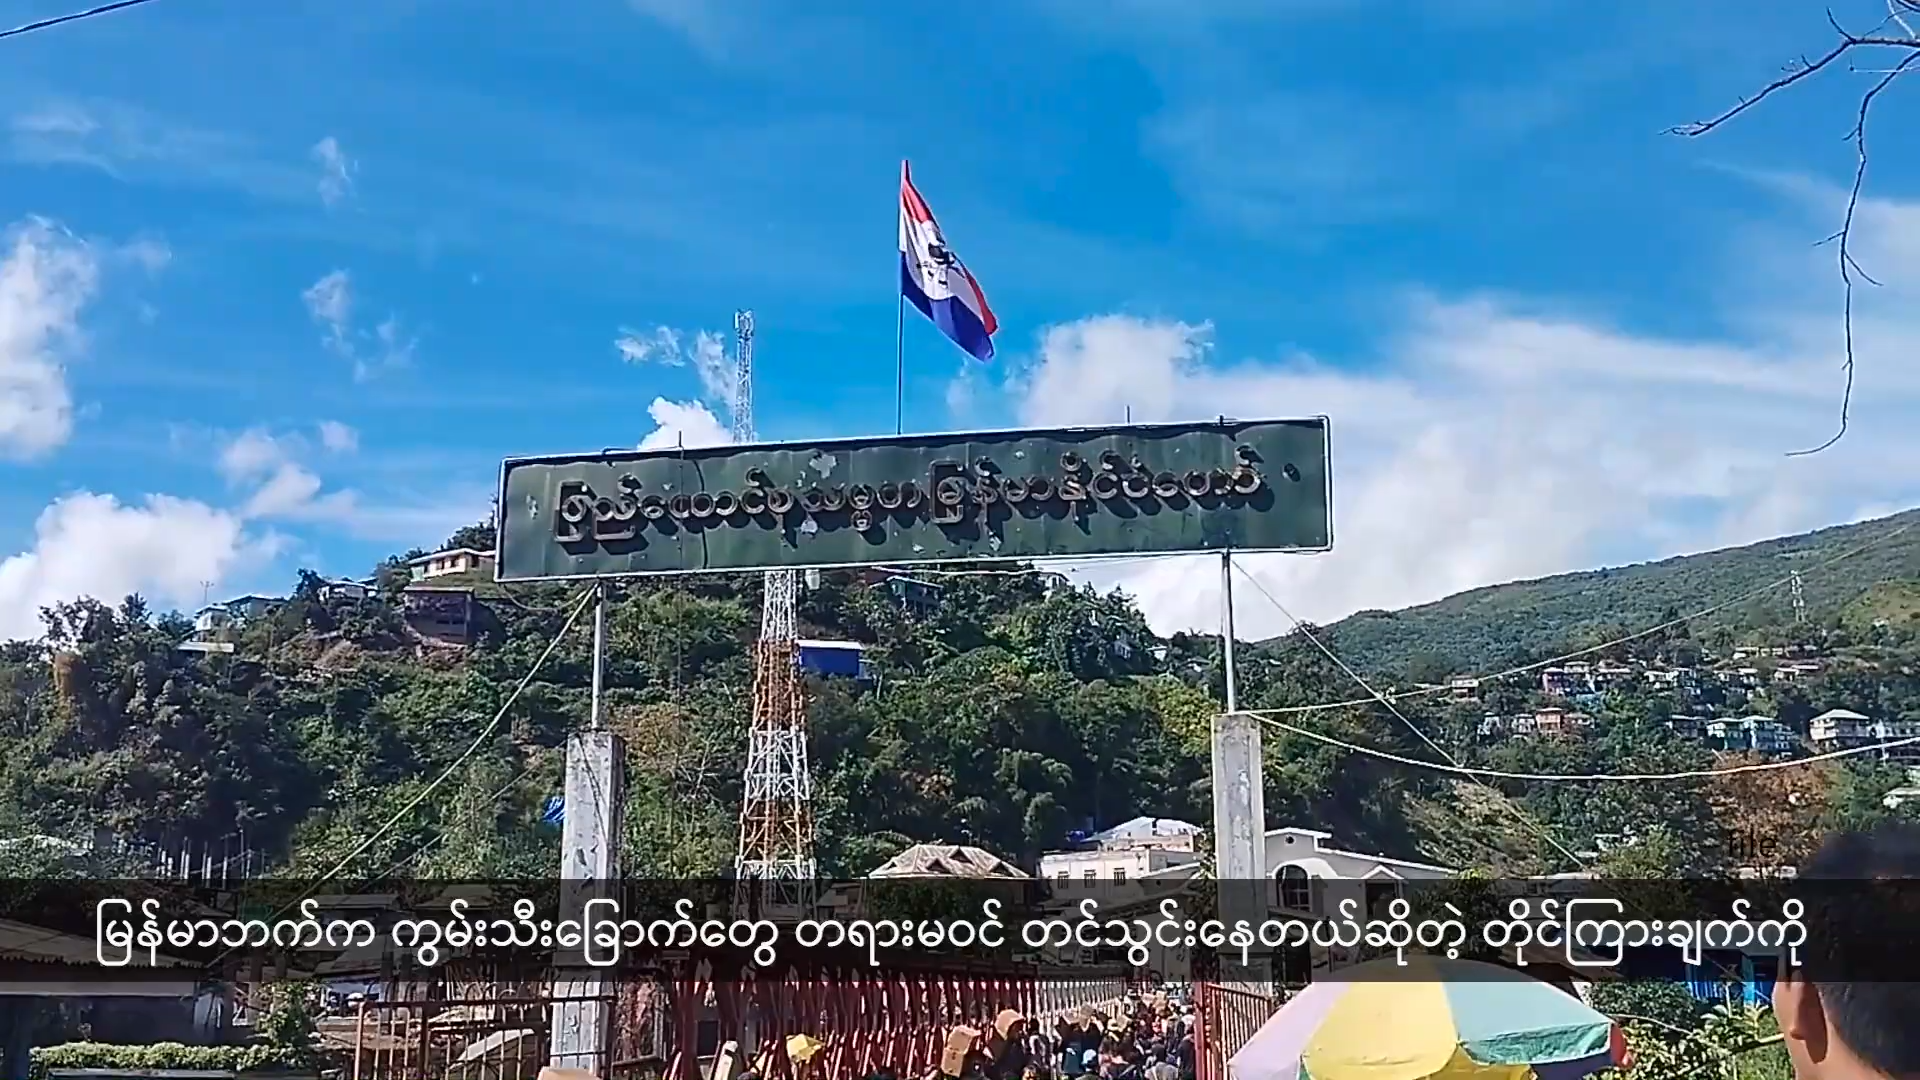 ပြည်ထောင်စုသမ္မတမြန်မာနိုင်ငံတော်
file
မြန်မာဘက်က ကွမ်းသီးခြောက်တွေ တရားမဝင် တင်သွင်းနေတယ်ဆိုတဲ့ တိုင်ကြားချက်ကို